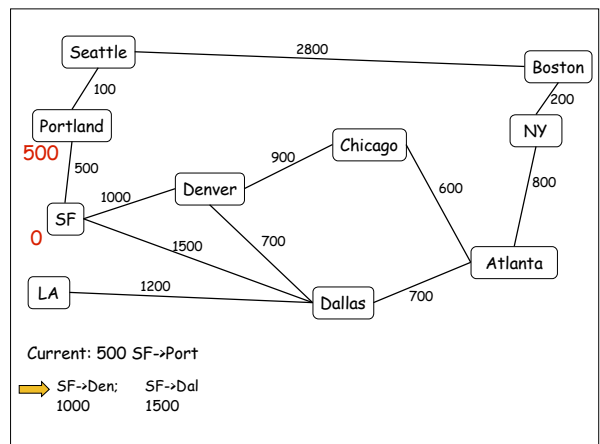 Seattle
2800
Boston
100
200
Portland
NY
500
500
900
Chicago
1000
Denver
600
800
SF
0
1500
700
Atlanta
LA
1200
Dallas
700
Current: 500 SF->Port
SF->Den; SF->Dal
1000 1500